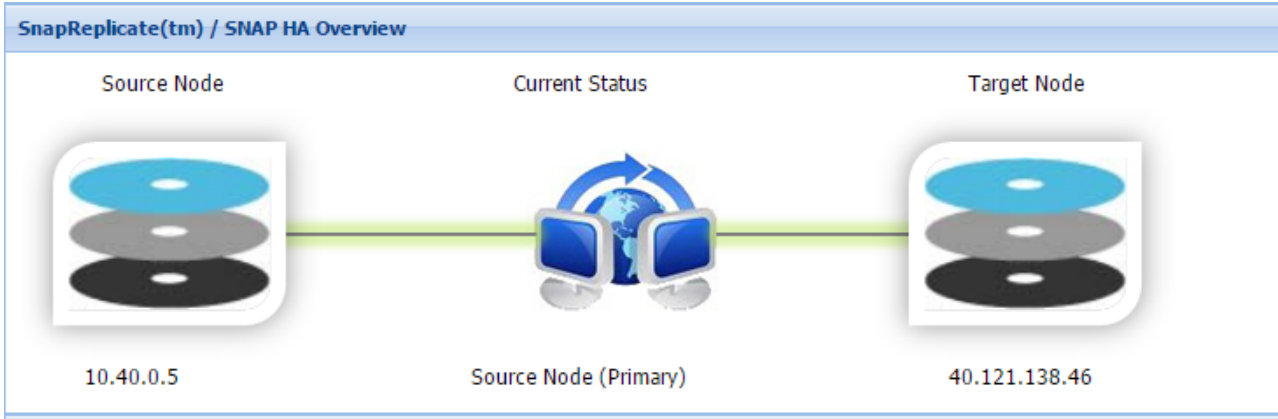 SnapReplicate(tm) / SNAP HA Overview
Source Node
Current Status
Target Node
10.40.0.5
Source Node (Primary)
40.121.138.46